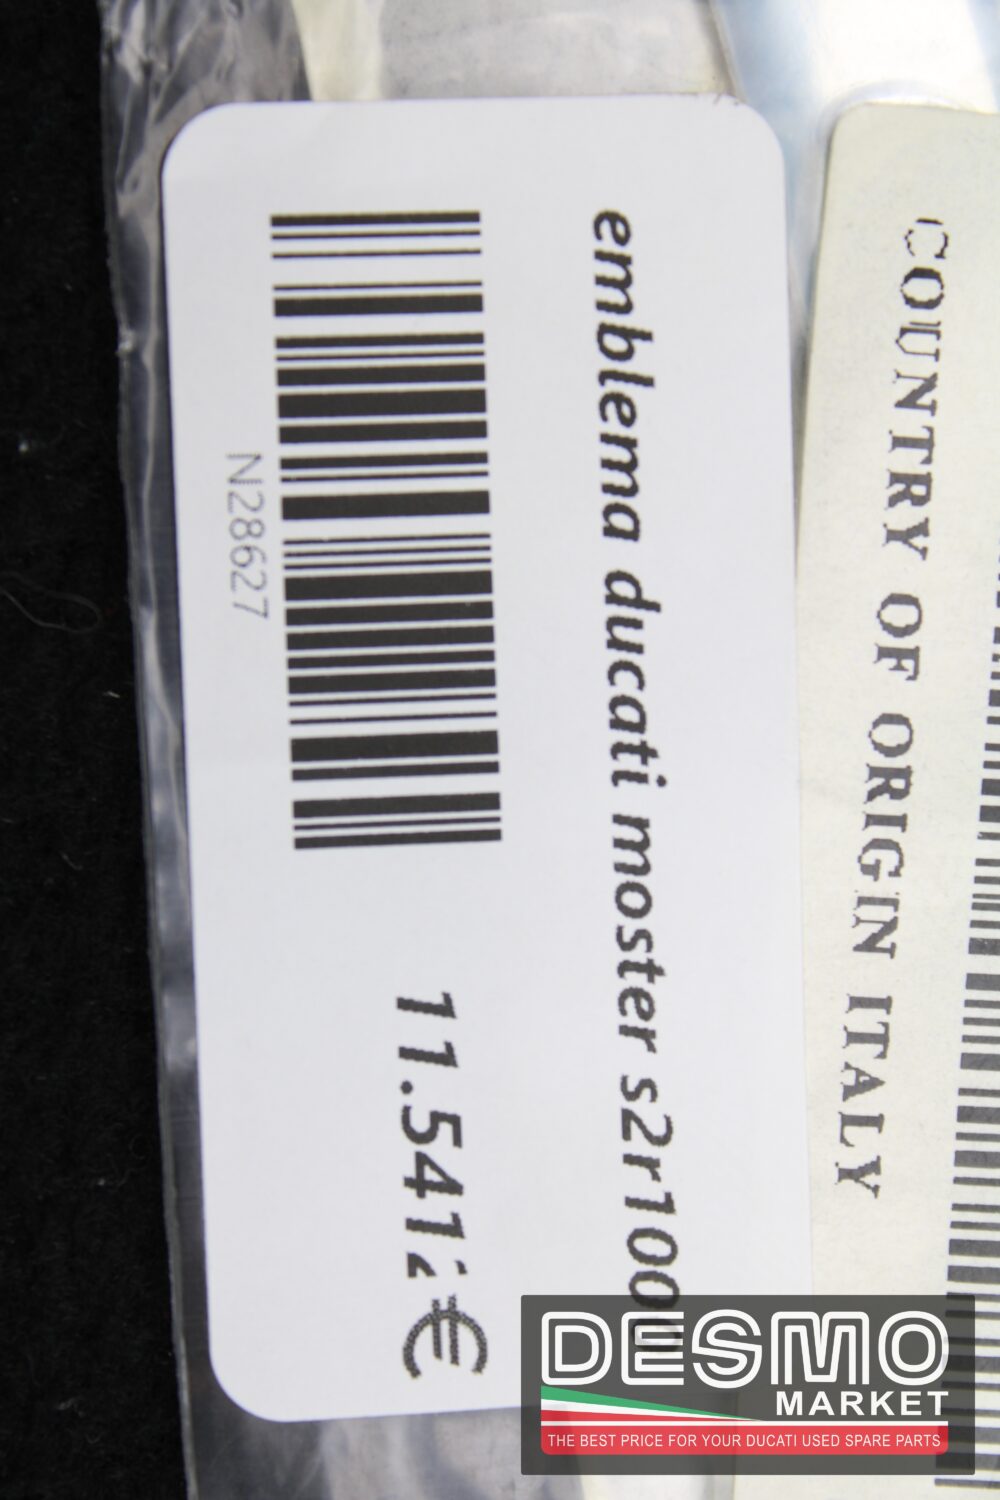 emblema ducati moster s2r1000
11.541
€
N28627
COUNTRY OF ORIGIN ITALY
DESMO
MARKET
THE BEST PRICE FOR YOUR DUCATI USED SPARE PARTS